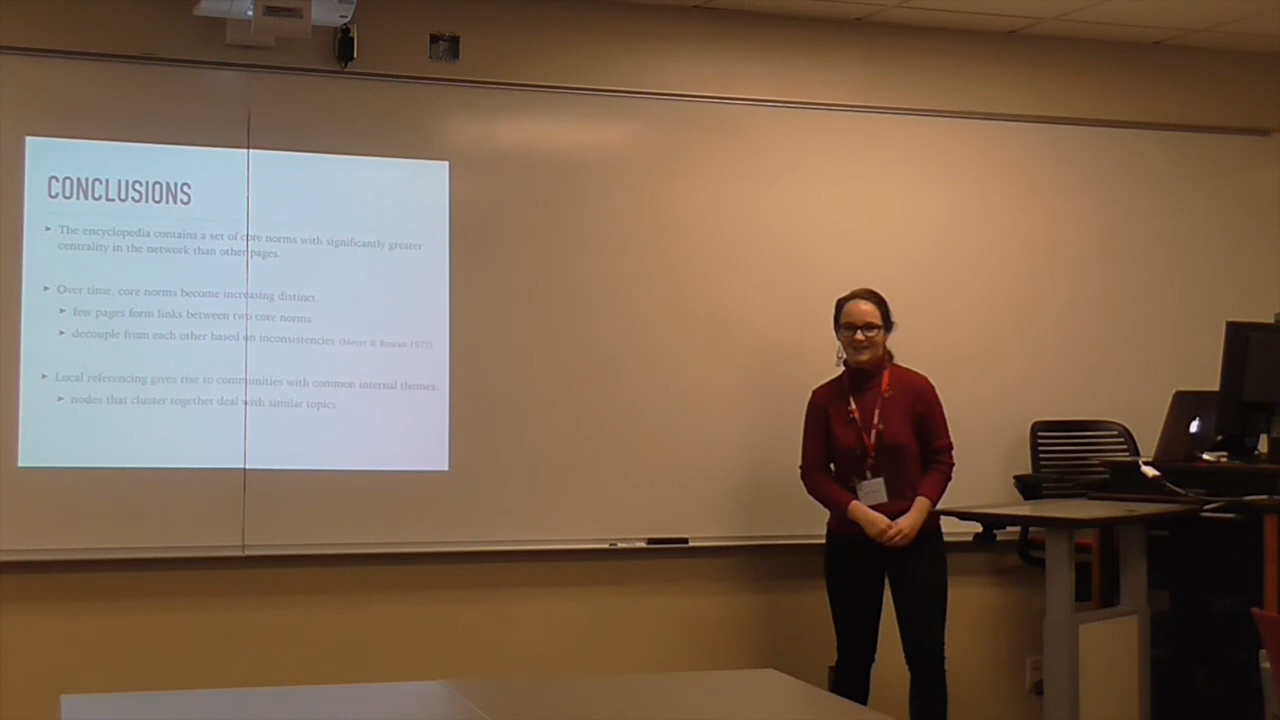 CONCLUSIONS
➤ The encyclopedia contains a set of core norms with significantly greater
centrality in the network than other pages.
➤ Over time, core norms become increasing distinct.
➤ few pages form links between two core norms
➤ decouple from each other based on inconsistencies (Meyer & Rowan 1977)
➤ Local referencing gives rise to communities with common internal themes.
➤ nodes that cluster together deal with similar topics